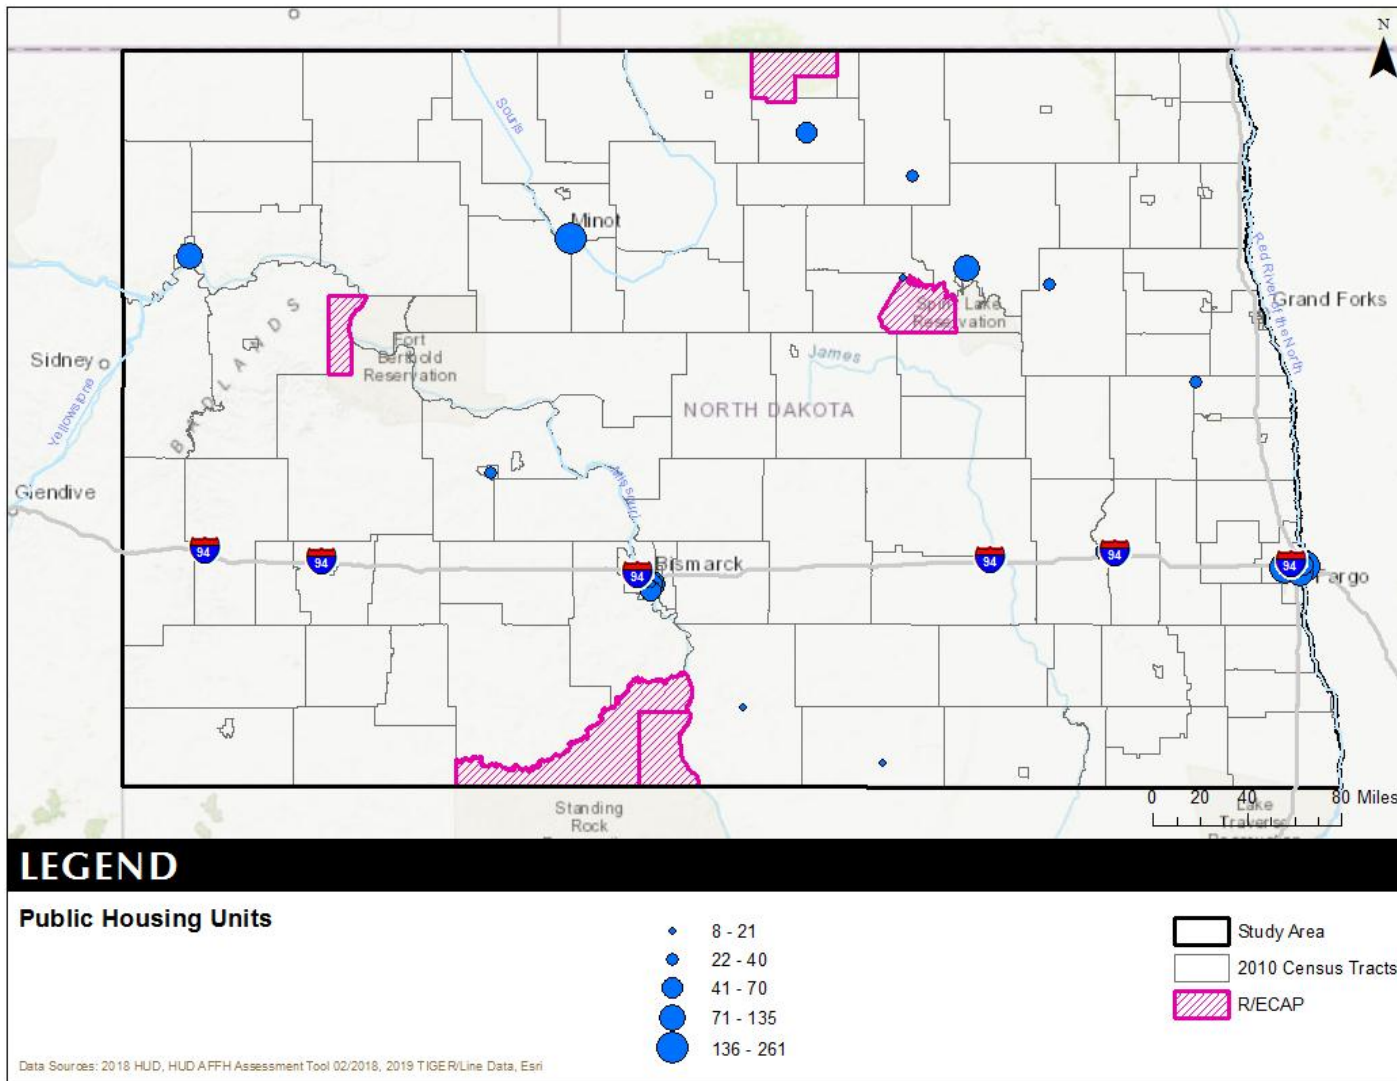 N
Souris
Minot
Red River of the North
Grand Forks
Spirit Lake
Reservation
Sidney
BADLANDS
Fort
Berthold
Reservation
James
Yellowstone
NORTH DAKOTA
Glendive
Missouri
94
94
94
94
94
94
Bismarck
Fargo
0 20 40 80 Miles
Standing
Rock
Lake
Traverse
LEGEND
Public Housing Units
8 - 21
22 - 40
41 - 70
71 - 135
136 - 261
Study Area
2010 Census Tracts
R/ECAP
Data Sources: 2018 HUD, HUD AFFH Assessment Tool 02/2018, 2019 TIGER/Line Data, Esri